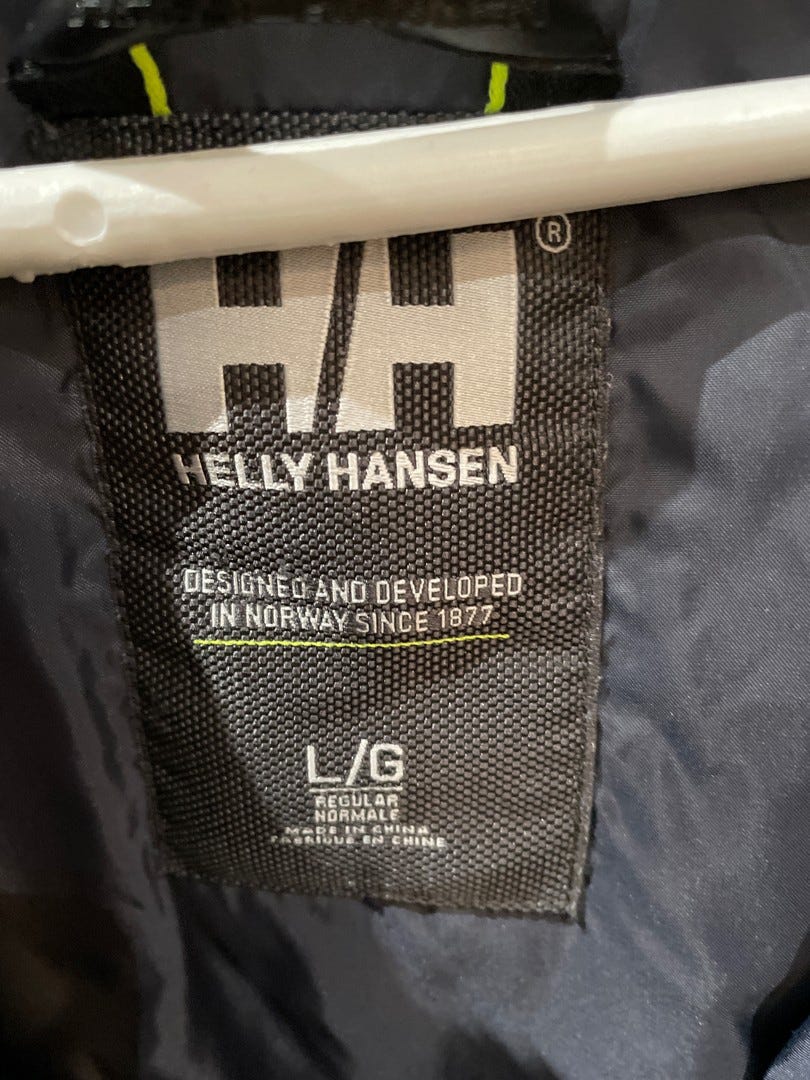 HH®
HELLY HANSEN
DESIGNED AND DEVELOPED
IN NORWAY SINCE 1877
L/G
REGULAR
NORMALE
MADE IN CHINA
FABRIQUE EN CHINE